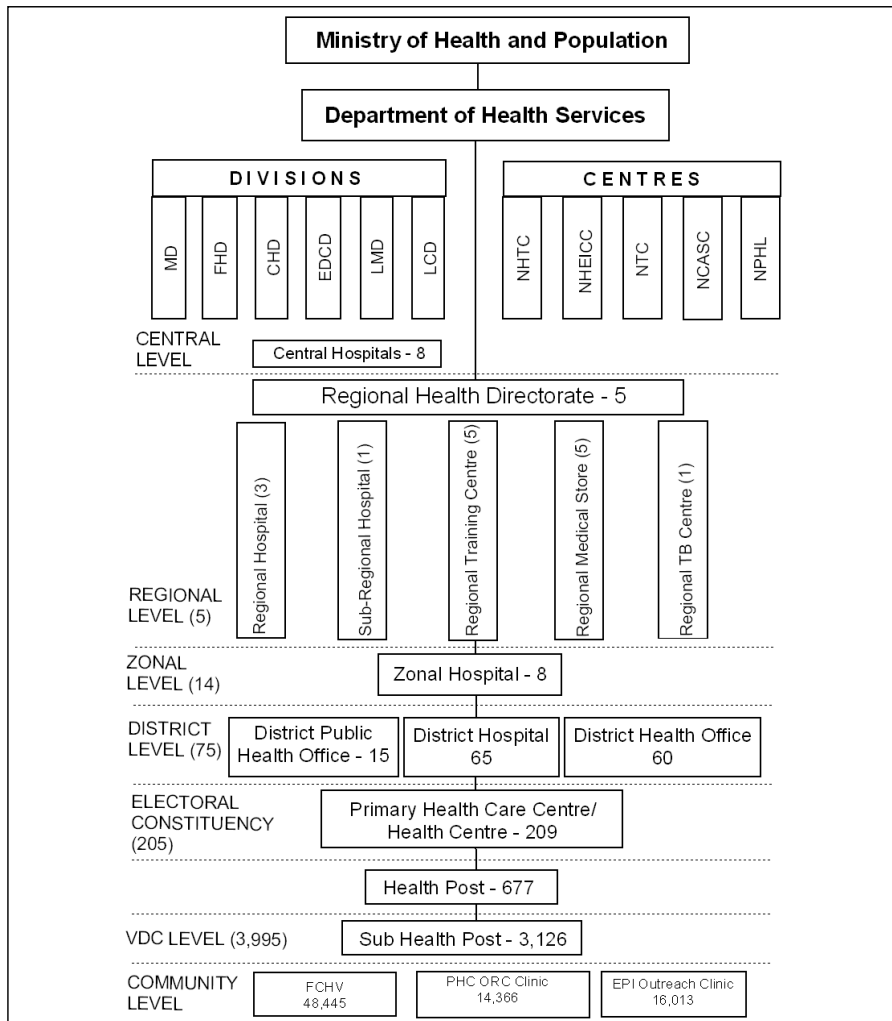 Ministry of Health and Population
Department of Health Services
DIVISIONS
CENTRES
MD
FHD
CHD
EDCD
LMD
LCD
NHTC
NHEICC
NTC
NCASC
NPHL
CENTRAL
LEVEL
Central Hospitals - 8
Regional Health Directorate - 5
Regional Hospital (3)
Sub-Regional Hospital (1)
Regional Training Centre (5)
Regional Medical Store (5)
Regional TB Centre (1)
REGIONAL
LEVEL (5)
ZONAL
LEVEL (14)
Zonal Hospital - 8
DISTRICT
LEVEL (75)
District Public
Health Office - 15
District Hospital
65
District Health Office
60
ELECTORAL
CONSTITUENCY
(205)
Primary Health Care Centre/
Health Centre - 209
Health Post - 677
VDC LEVEL (3,995)
Sub Health Post - 3,126
COMMUNITY
LEVEL
FCHV
48,445
PHC ORC Clinic
14,366
EPI Outreach Clinic
16,013